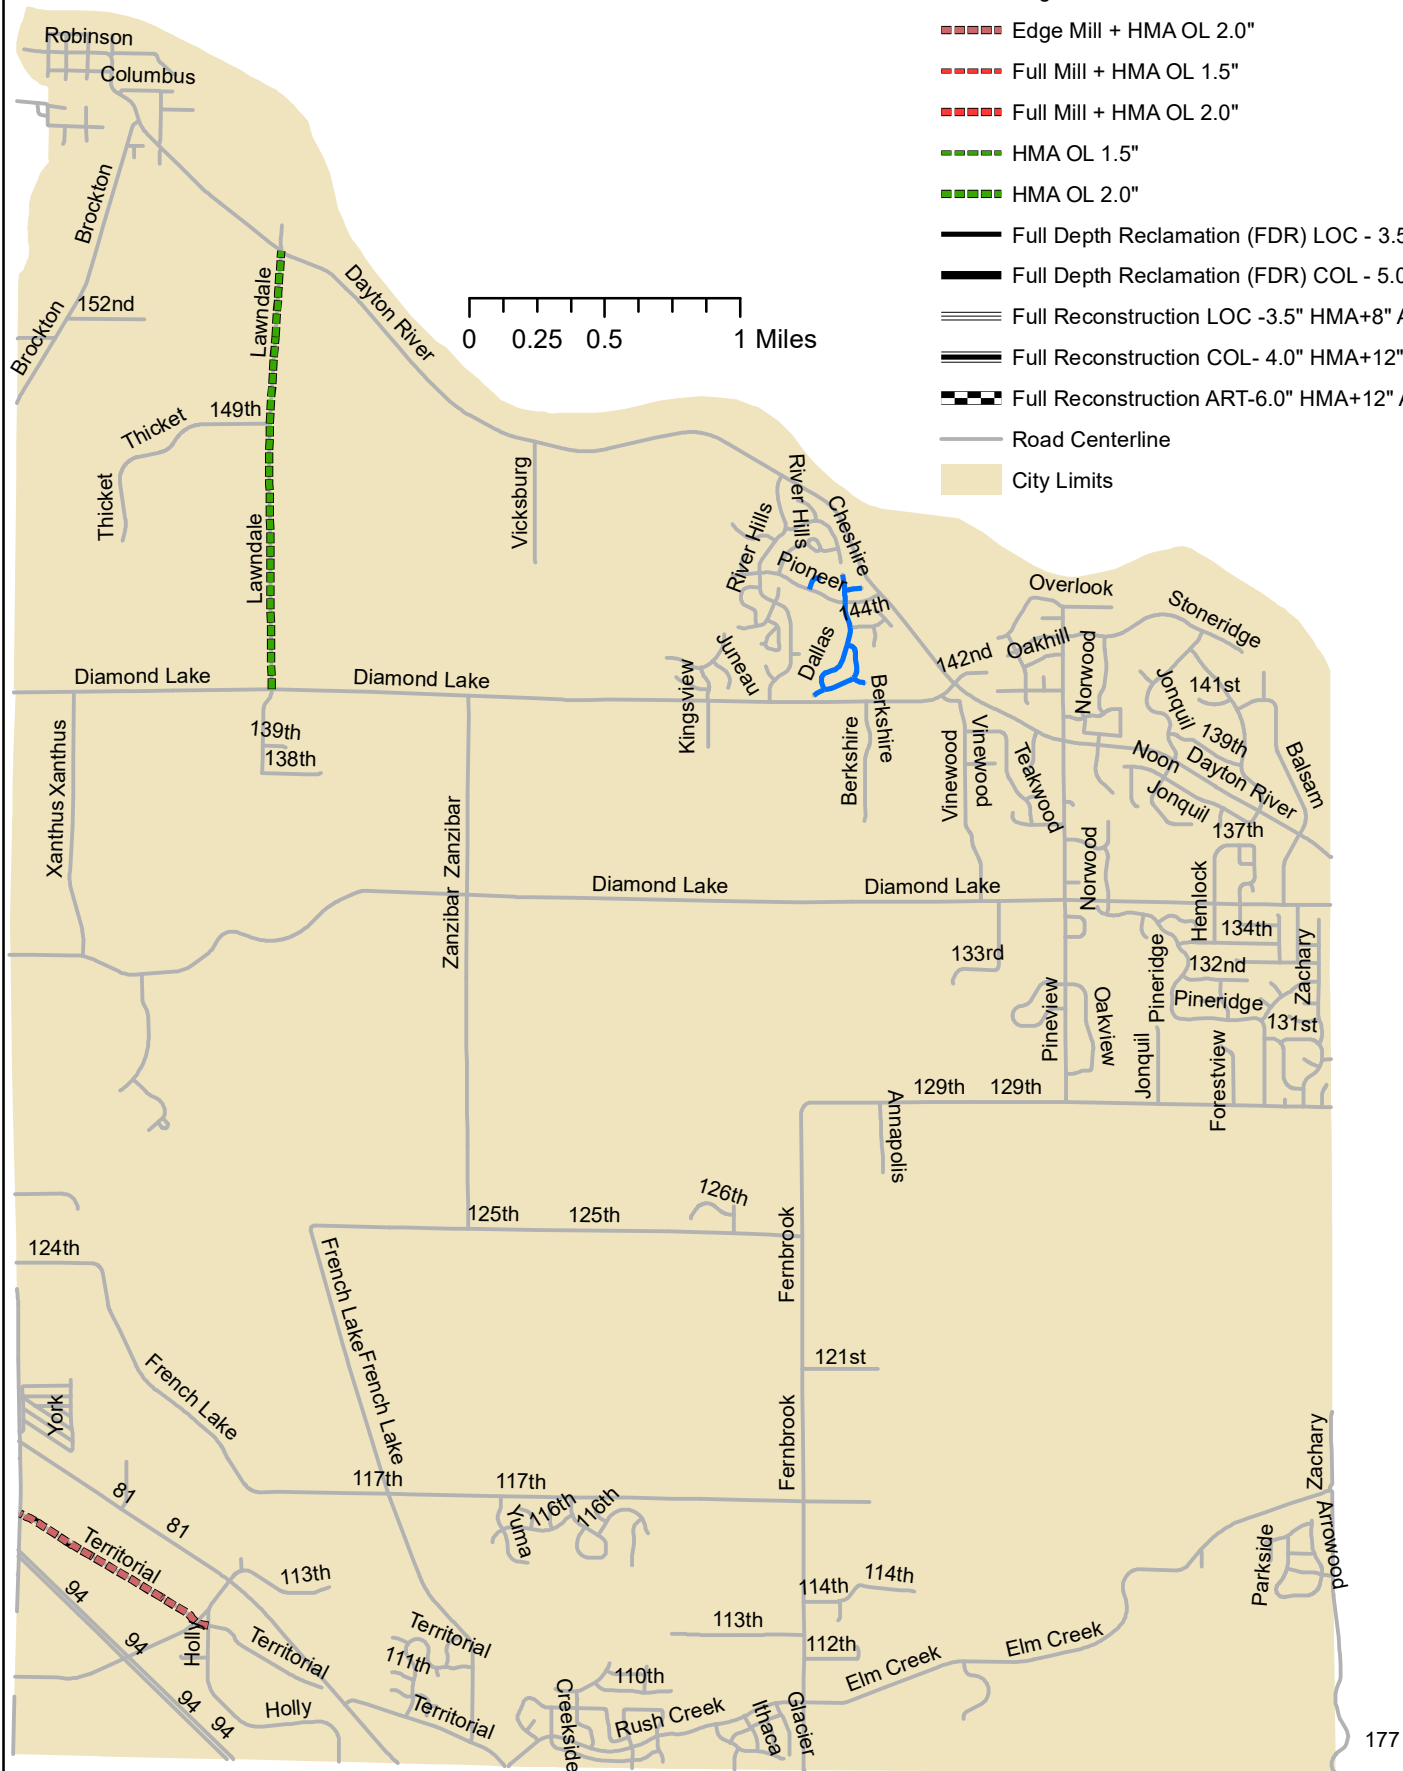 Edge Mill + HMA OL 2.0"
Full Mill + HMA OL 1.5"
Full Mill + HMA OL 2.0"
HMA OL 1.5"
HMA OL 2.0"
Full Depth Reclamation (FDR) LOC - 3.5
Full Depth Reclamation (FDR) COL - 5.0
Full Reconstruction LOC -3.5" HMA+8" A
Full Reconstruction COL- 4.0" HMA+12"
Full Reconstruction ART-6.0" HMA+12" A
Road Centerline
City Limits
0 0.25 0.5 1 Miles
Robinson
Columbus
Brockton
Brockton
152nd
Lawndale
Dayton River
149th
Thicket
Thicket
Lawndale
Vicksburg
River Hills
River Hills
Cheshire
Pioneer
144th
Dallas
Juneau
Kingsview
Berkshire
Berkshire
142nd
Overlook
Oakhill
Norwood
Stoneridge
Jonquil
141st
139th
Dayton River
Noon
Jonquil
Balsam
137th
Diamond Lake
Diamond Lake
139th
138th
Xanthus
Xanthus
Zanzibar
Zanzibar
Vinewood
Vinewood
Teakwood
Norwood
Diamond Lake
Diamond Lake
Hemlock
134th
133rd
132nd
Zachary
Pineridge
Pineridge
Pineview
Oakview
Jonquil
131st
Forestview
129th
129th
Annapolis
126th
125th
125th
Fernbrook
124th
French Lake
French Lake
French Lake
121st
Fernbrook
York
117th
117th
116th
116th
Yuma
Zachary
Arrowood
Parkside
81
81
Territorial
94
94
94
94
113th
Holly
Territorial
Holly
Territorial
111th
Territorial
114th
114th
113th
112th
110th
Elm Creek
Elm Creek
Creekside
Rush Creek
Ithaca
Glacier
177